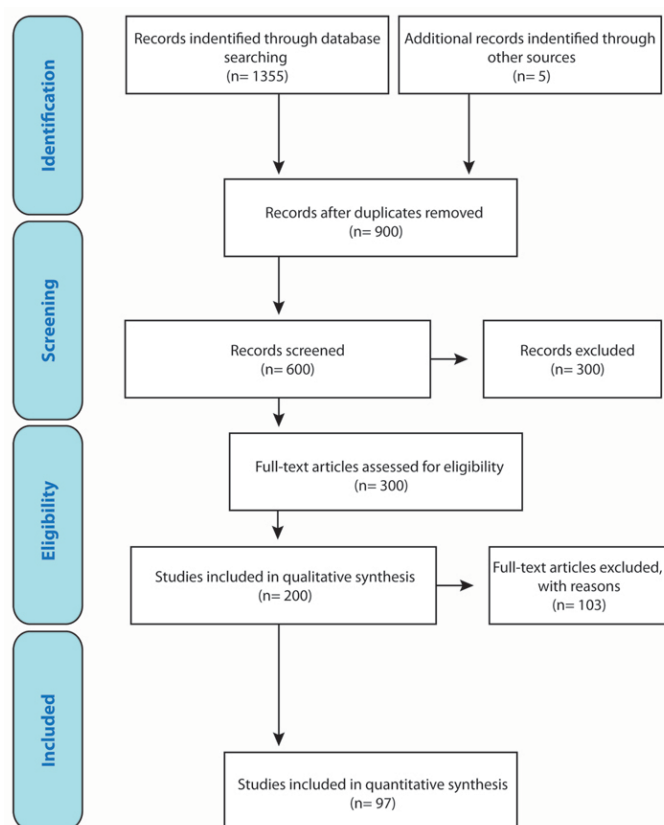 Identification
Records indentified through database
searching
(n= 1355)
Additional records indentified through
other sources
(n= 5)
Records after duplicates removed
(n= 900)
Screening
Records screened
(n= 600)
Records excluded
(n= 300)
Eligibility
Full-text articles assessed for eligibility
(n= 300)
Studies included in qualitative synthesis
(n= 200)
Full-text articles excluded,
with reasons
(n= 103)
Included
Studies included in quantitative synthesis
(n= 97)